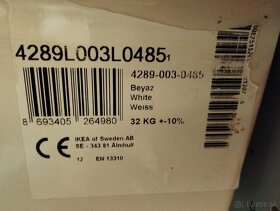 4289L003L0485
4289-003-0485
Beyaz
White
Weiss
32 KG +-10%
8 693405 264980
IKEA of Sweden AB
SE - 343 81 Älmhult
EN 13310
bazos.sk